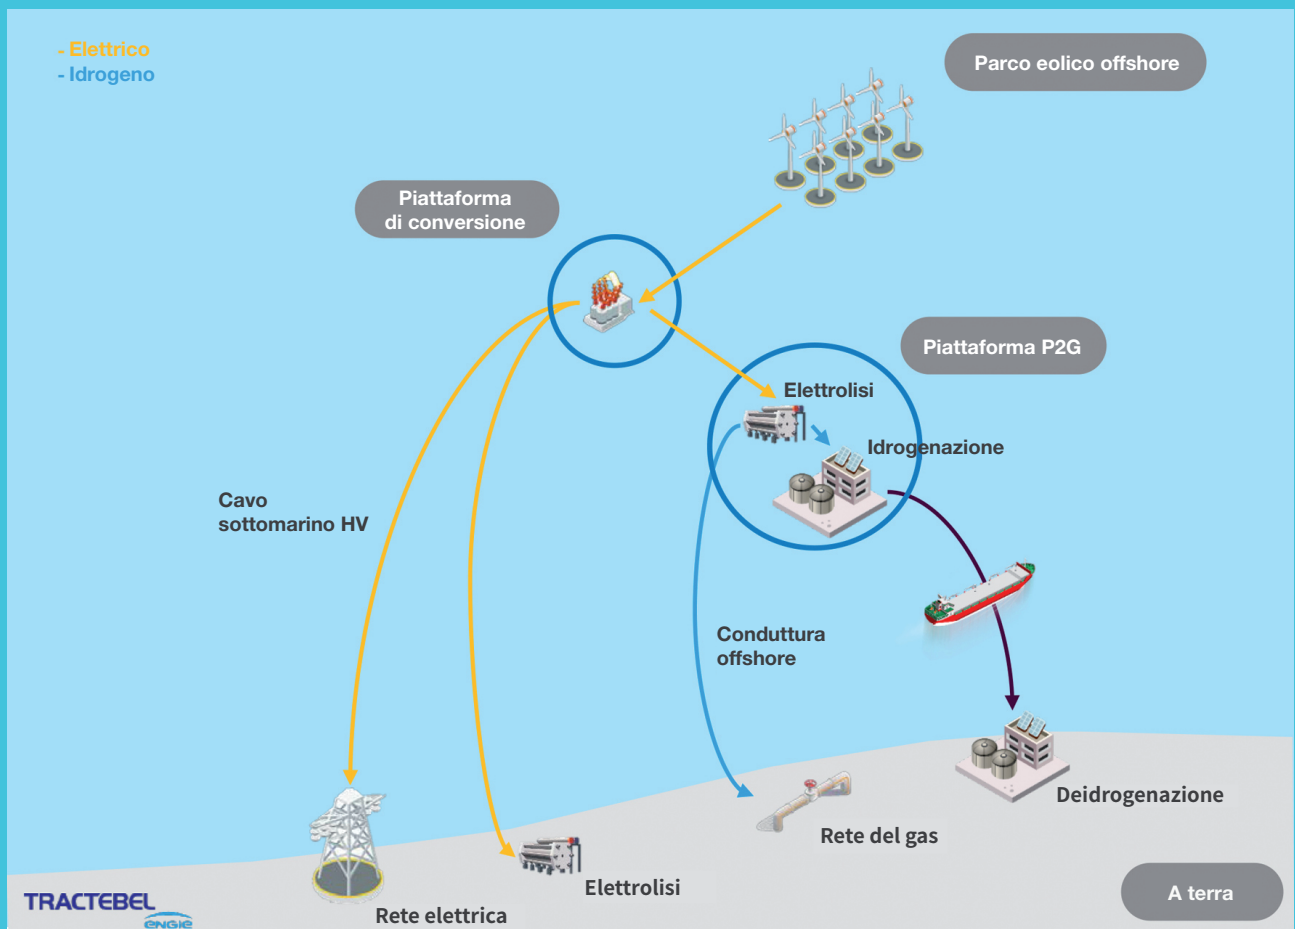 - Elettrico
- Idrogeno
Parco eolico offshore
Piattaforma
di conversione
Piattaforma P2G
Elettrolisi
Idrogenazione
Cavo
sottomarino HV
Conduttura
offshore
Deidrogenazione
Rete del gas
Elettrolisi
Rete elettrica
A terra
TRACTEBEL
ENGIE